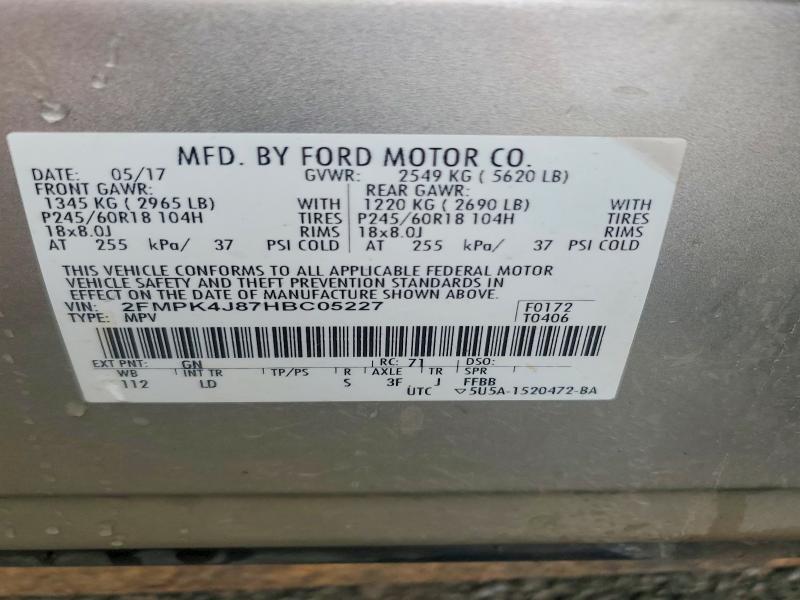 MFD. BY FORD MOTOR CO.
DATE: 05/17 GVWR: 2549 KG ( 5620 LB)
FRONT GAWR: REAR GAWR:
1345 KG ( 2965 LB) WITH 1220 KG ( 2690 LB) WITH
P245/60R18 104H TIRES P245/60R18 104H TIRES
18x8.0J RIMS 18x8.0J RIMS
AT 255 kPa/ 37 PSI COLD AT 255 kPa/ 37 PSI COLD
THIS VEHICLE CONFORMS TO ALL APPLICABLE FEDERAL MOTOR
VEHICLE SAFETY AND THEFT PREVENTION STANDARDS IN
EFFECT ON THE DATE OF MANUFACTURE SHOWN ABOVE.
VIN: 2FMPK4J87HBC05227 F0172
TYPE: MPV T0406
EXT PNT: GN RC: 71 DSO:
WB INT TR TP/PS R AXLE TR SPR
112 LD S 3F J FFBB
UTC ▽5U5A-1520472-BA